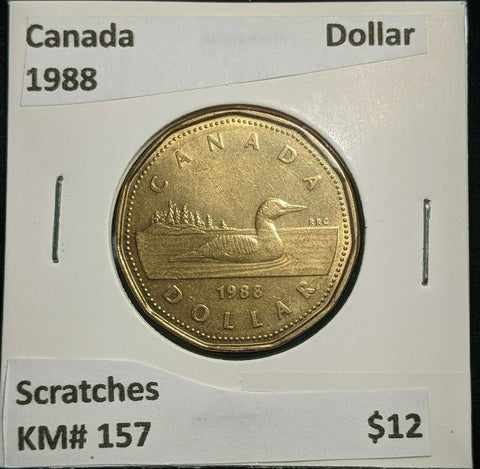 Canada Dollar
1988
CANADA
RRC
1988
DOLLAR
Scratches
KM# 157 $12